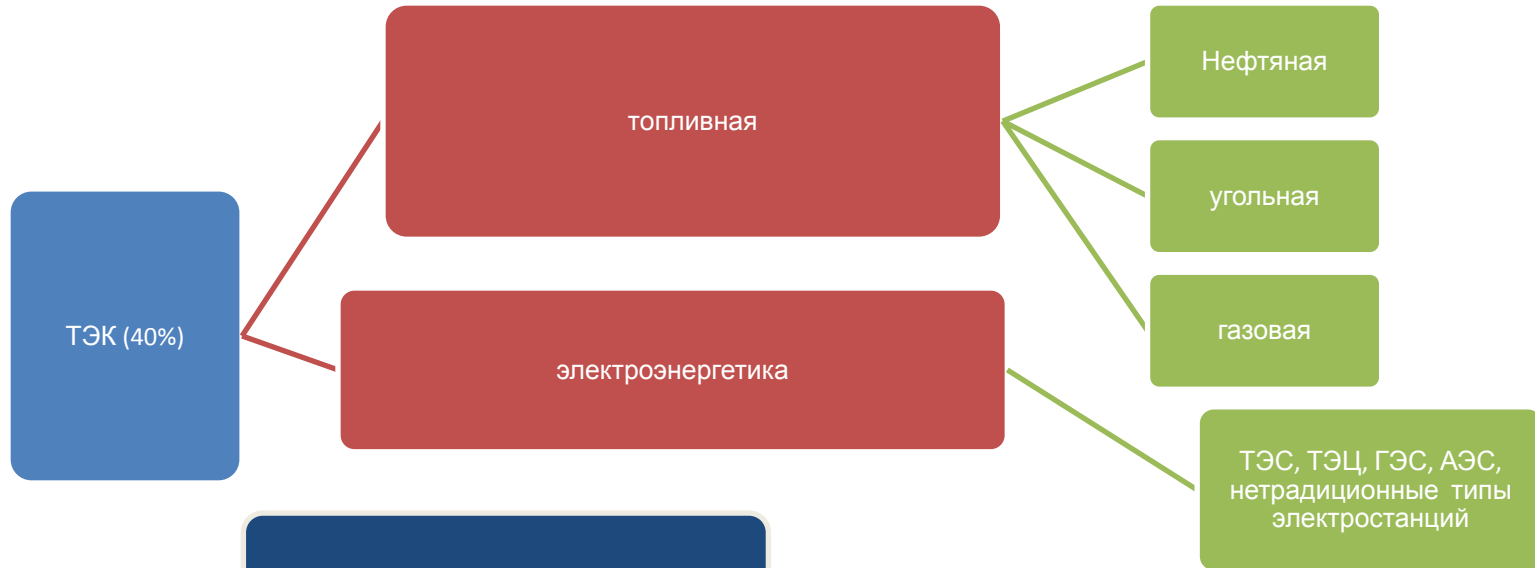 ТЭК (40%)
топливная
электроэнергетика
Нефтяная
угольная
газовая
ТЭС, ТЭЦ, ГЭС, АЭС,
нетрадиционные типы
электростанций